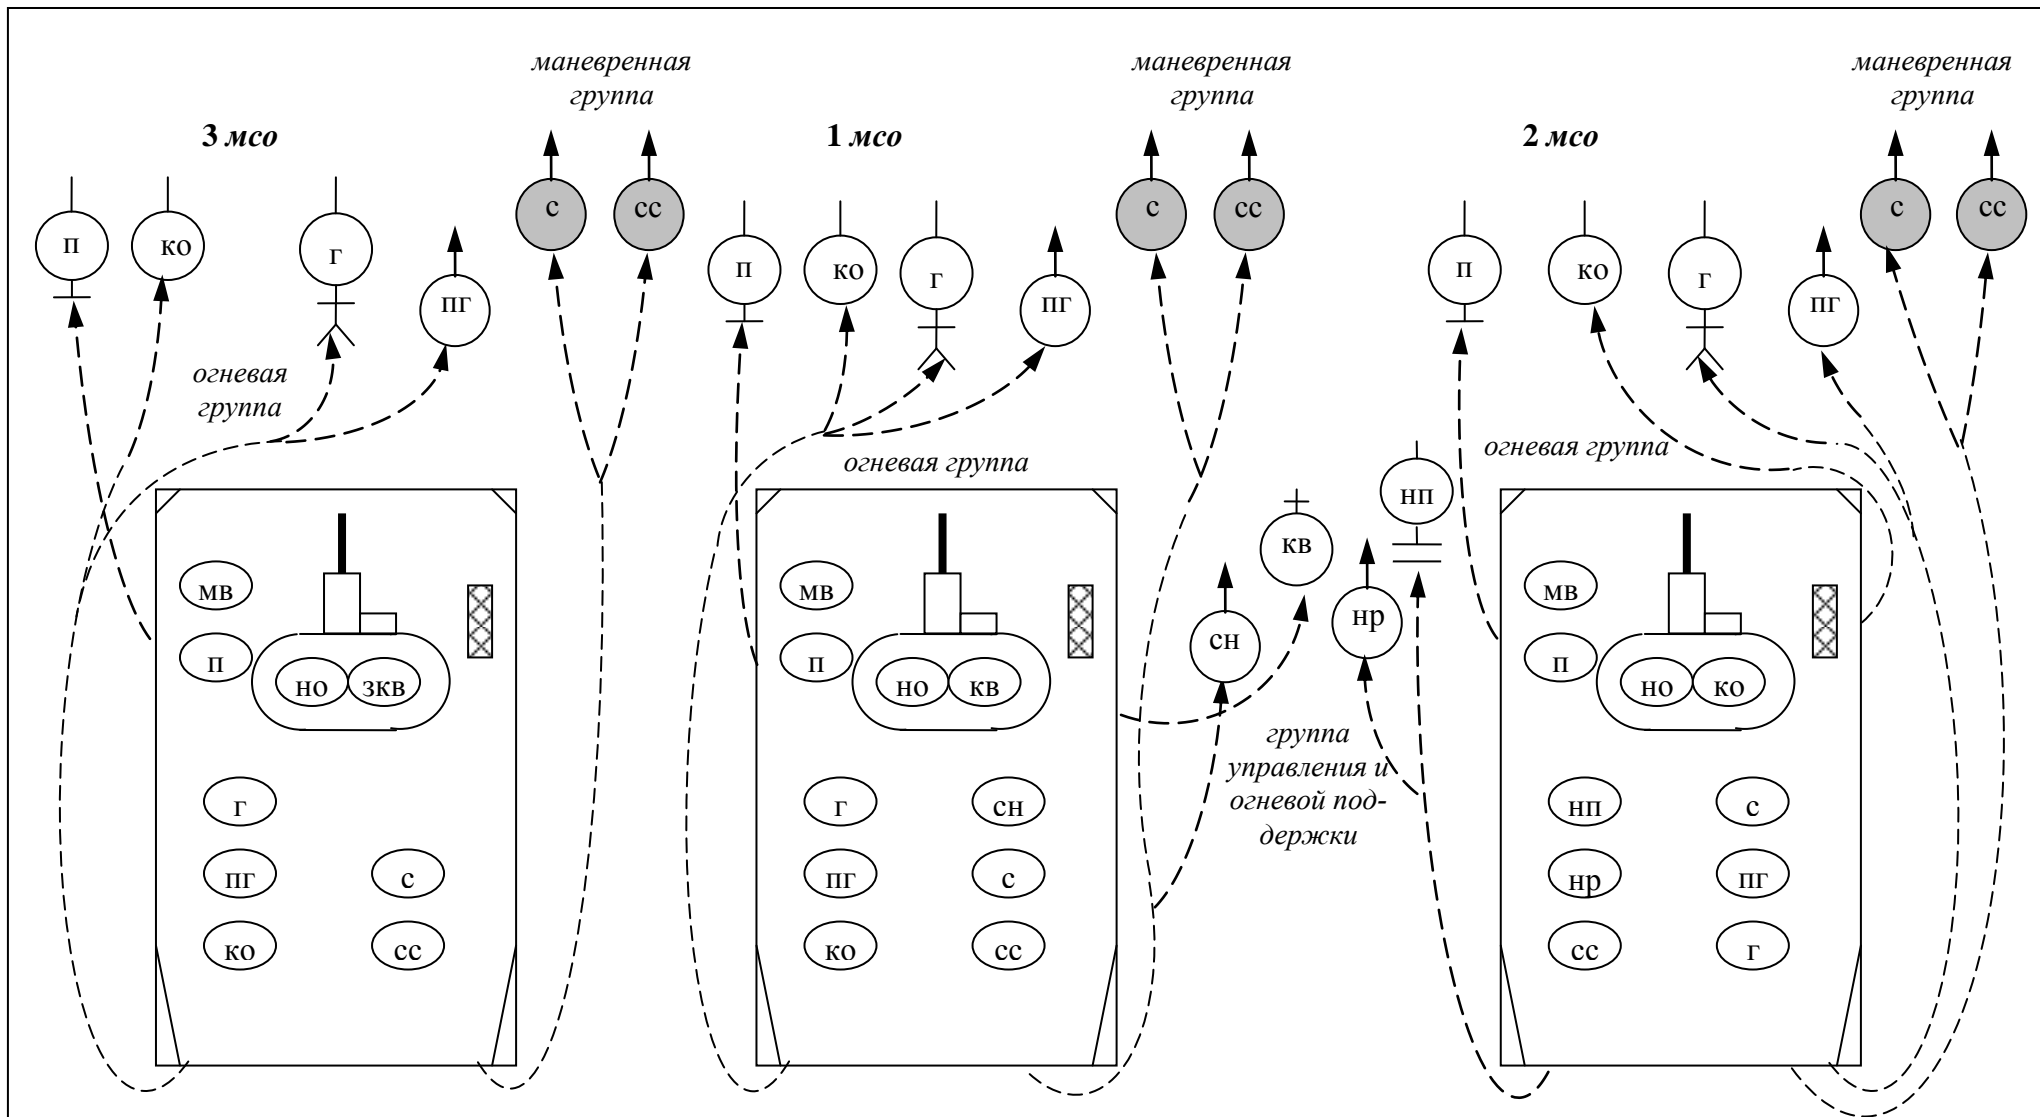 маневренная
группа
маневренная
группа
маневренная
группа
3 мсо
1 мсо
2 мсо
п
ко
г
пг
с
сс
п
ко
г
пг
с
сс
п
ко
г
пг
с
сс
огневая
группа
огневая группа
огневая группа
кв
сн
нр
нп
группа
управления и
огневой под-
держки
мв
п
но
зкв
г
пг
с
ко
сс
мв
п
но
кв
г
сн
пг
с
ко
сс
мв
п
но
ко
нп
с
нр
пг
сс
г